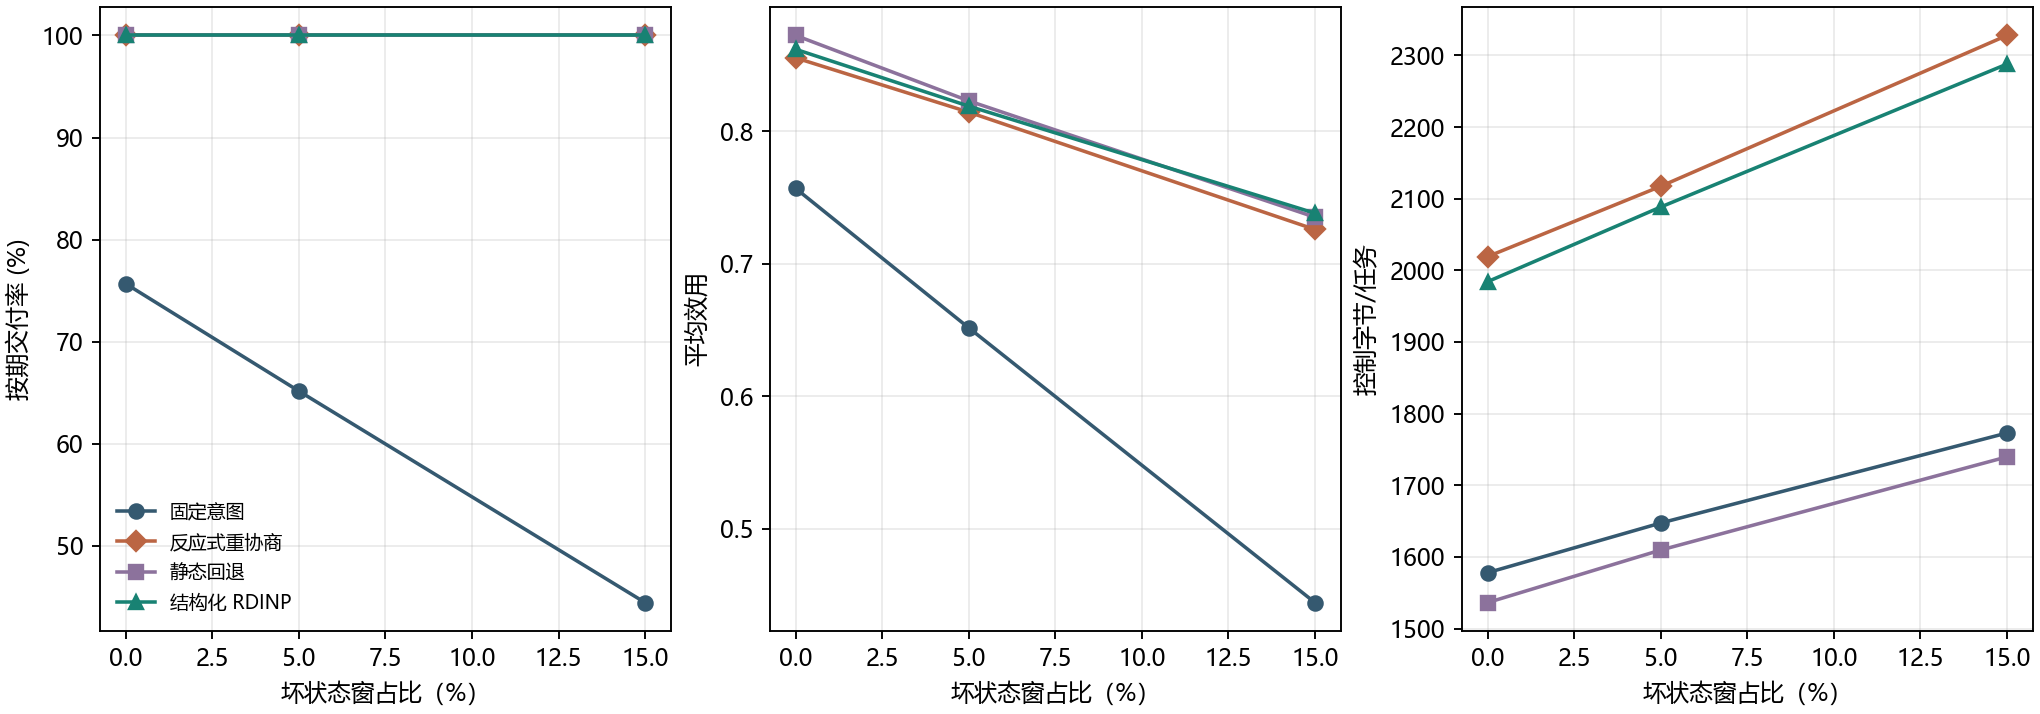 按期交付率 (%)
100
90
80
70
60
50
固定意图
反应式重协商
静态回退
结构化 RDINP
0.0 2.5 5.0 7.5 10.0 12.5 15.0
坏状态窗占比（%）
平均效用
0.8
0.7
0.6
0.5
0.0 2.5 5.0 7.5 10.0 12.5 15.0
坏状态窗占比（%）
控制字节/任务
2300
2200
2100
2000
1900
1800
1700
1600
1500
0.0 2.5 5.0 7.5 10.0 12.5 15.0
坏状态窗占比（%）